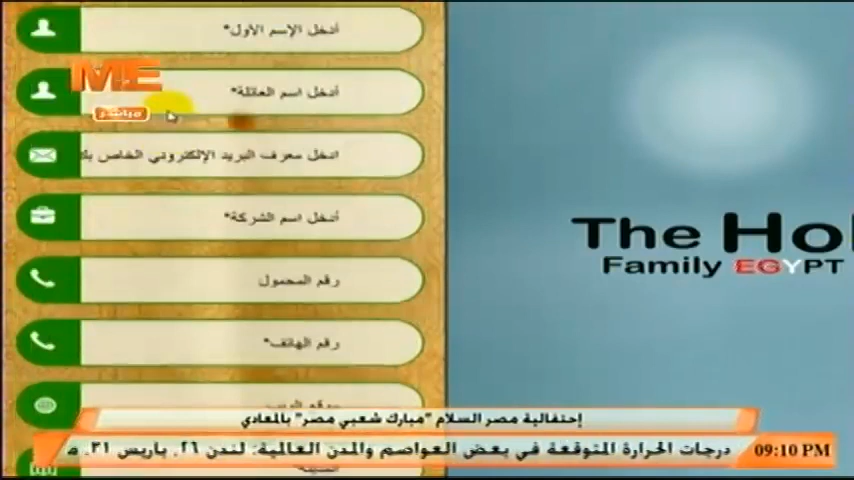 أدخل الإسم الأول*
ME
أدخل اسم العائلة*
مباشر
ادخل معرف البريد الإلكتروني الخاص بك
أدخل اسم الشركة*
رقم المحمول
رقم الهاتف*
The Hol
Family EGYPT
إحتفالية مصر السلام "مبارك شعبي مصر" بالمعادي
درجات الحرارة المتوقعة في بعض العواصم والمدن العالمية: لندن ٢٦، باريس ٣١، م
09:10 PM